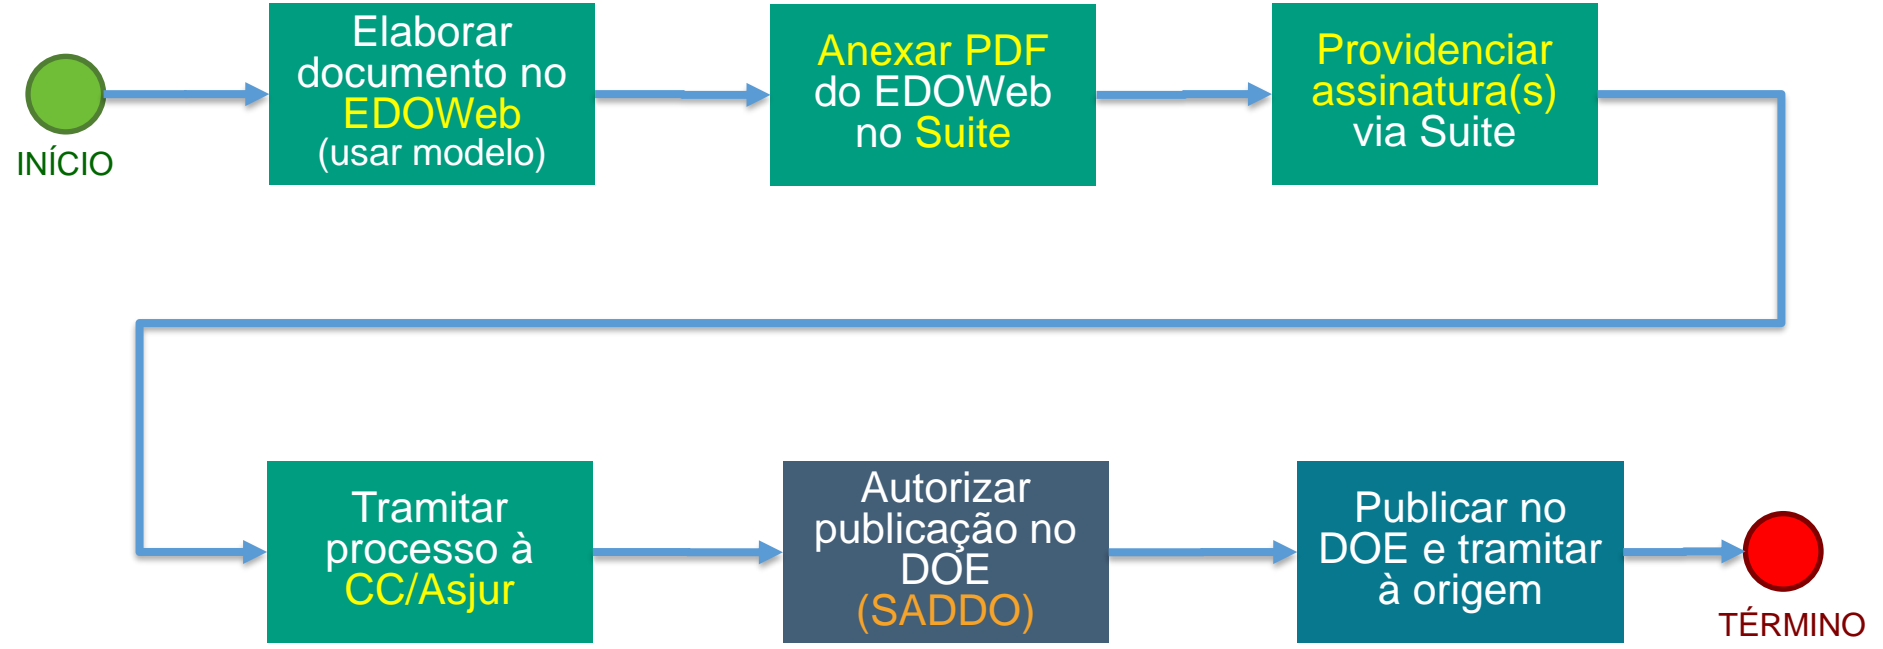 INÍCIO
Elaborar
documento no
EDOWeb
(usar modelo)
Anexar PDF
do EDOWeb
no Suite
Providenciar
assinatura(s)
via Suite
Tramitar
processo à
CC/Asjur
Autorizar
publicação no
DOE
(SADDO)
Publicar no
DOE e tramitar
à origem
TÉRMINO